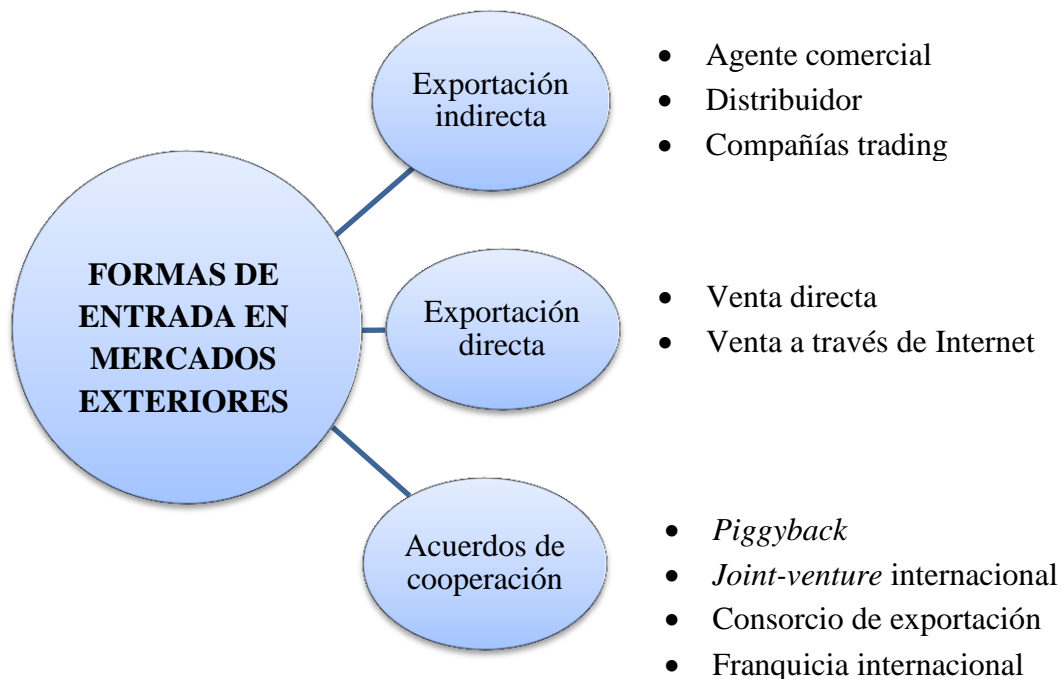 FORMAS DE
ENTRADA EN
MERCADOS
EXTERIORES
Exportación
indirecta
• Agente comercial
• Distribuidor
• Compañías trading
Exportación
directa
• Venta directa
• Venta a través de Internet
Acuerdos de
cooperación
• Piggyback
• Joint-venture internacional
• Consorcio de exportación
• Franquicia internacional